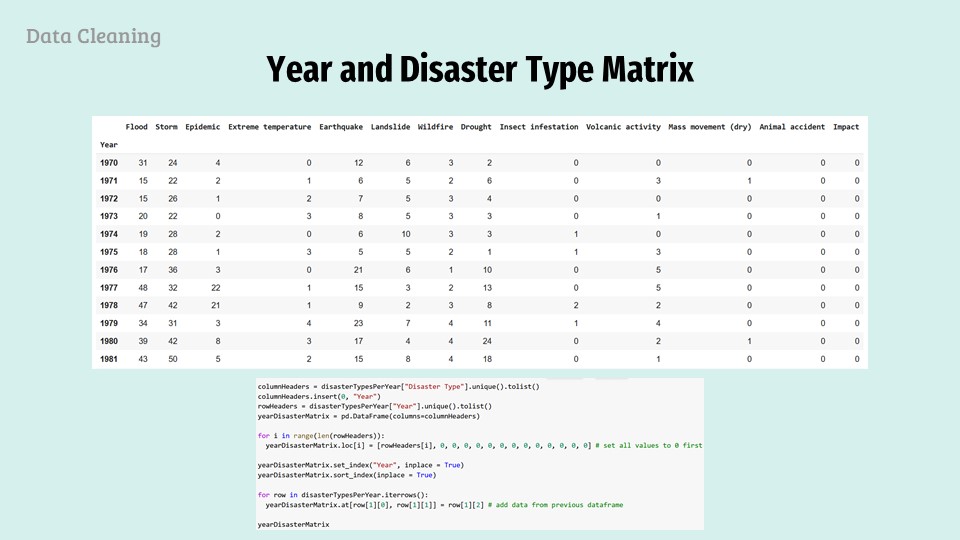 Data Cleaning
Year and Disaster Type Matrix
Flood Storm Epidemic Extreme temperature Earthquake Landslide Wildfire Drought Insect infestation Volcanic activity Mass movement (dry) Animal accident Impact
Year
1970 31 24 4 0 12 6 3 2 0 0 0 0 0
1971 15 22 2 1 6 5 2 6 0 3 1 0 0
1972 15 26 1 2 7 5 3 4 0 0 0 0 0
1973 20 22 0 3 8 5 3 3 0 1 0 0 0
1974 19 28 2 0 6 10 3 3 1 0 0 0 0
1975 18 28 1 3 5 5 2 1 1 3 0 0 0
1976 17 36 3 0 21 6 1 10 0 5 0 0 0
1977 48 32 22 1 15 3 2 13 0 5 0 0 0
1978 47 42 21 1 9 2 3 8 2 2 0 0 0
1979 34 31 3 4 23 7 4 11 1 4 0 0 0
1980 39 42 8 3 17 4 4 24 0 2 1 0 0
1981 43 50 5 2 15 8 4 18 0 1 0 0 0
columnHeaders = disasterTypesPerYear["Disaster Type"].unique().tolist()
columnHeaders.insert(0, "Year")
rowHeaders = disasterTypesPerYear["Year"].unique().tolist()
yearDisasterMatrix = pd.DataFrame(columns=columnHeaders)
for i in range(len(rowHeaders)):
yearDisasterMatrix.loc[i] = [rowHeaders[i], 0, 0, 0, 0, 0, 0, 0, 0, 0, 0, 0, 0, 0] # set all values to 0 first
yearDisasterMatrix.set_index("Year", inplace = True)
yearDisasterMatrix.sort_index(inplace = True)
for row in disasterTypesPerYear.iterrows():
yearDisasterMatrix.at[row[1][0], row[1][1]] = row[1][2] # add data from previous dataframe
yearDisasterMatrix